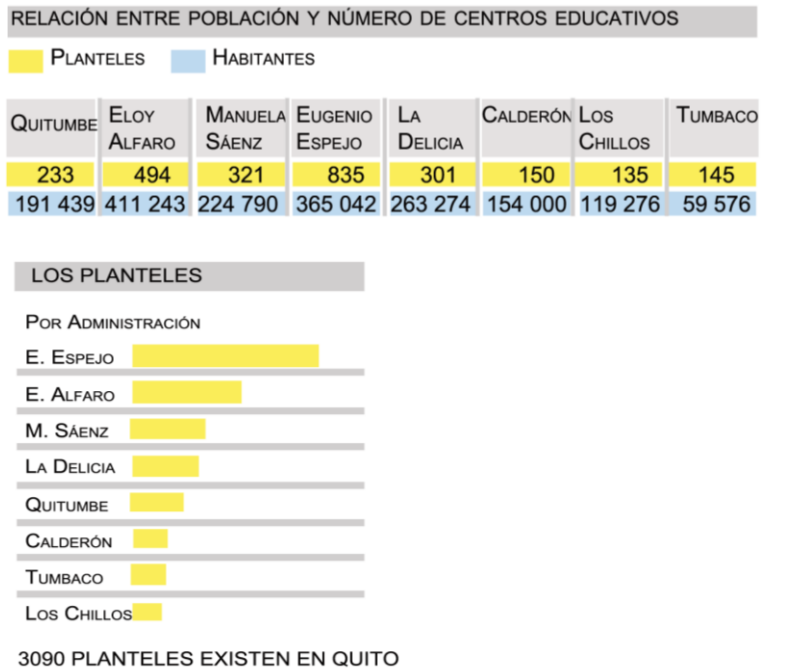 RELACIÓN ENTRE POBLACIÓN Y NÚMERO DE CENTROS EDUCATIVOS
PLANTELES HABITANTES
QUITUMBE ELOY ALFARO MANUELA SÁENZ EUGENIO ESPEJO LA DELICIA CALDERÓN LOS CHILLOS TUMBACO
233 494 321 835 301 150 135 145
191 439 411 243 224 790 365 042 263 274 154 000 119 276 59 576
LOS PLANTELES
POR ADMINISTRACIÓN
E. ESPEJO
E. ALFARO
M. SÁENZ
LA DELICIA
QUITUMBE
CALDERÓN
TUMBACO
LOS CHILLOS
3090 PLANTELES EXISTEN EN QUITO